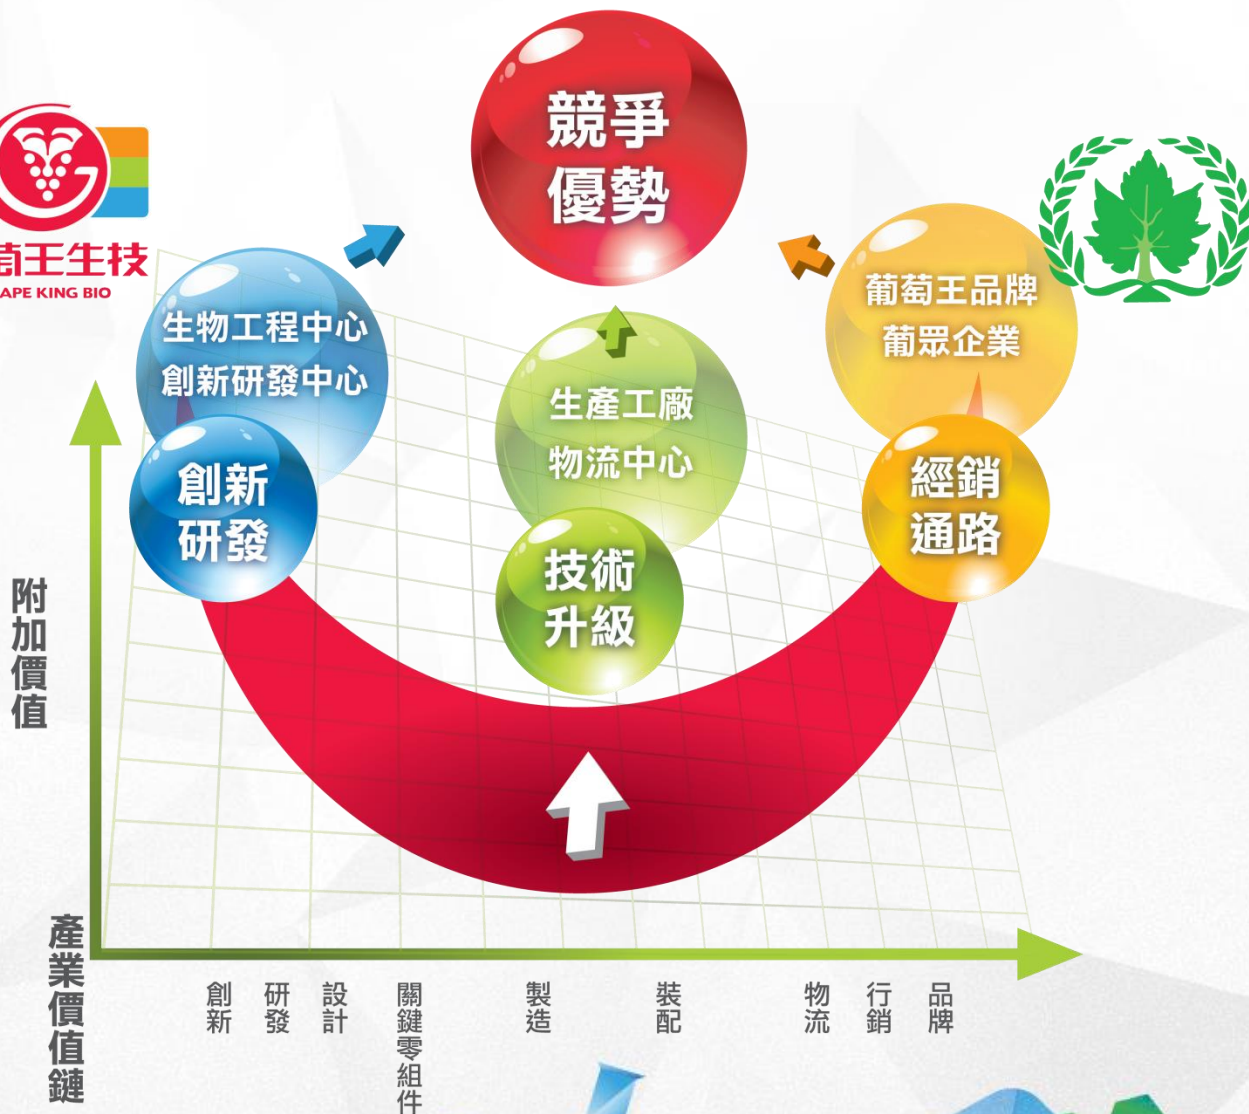 競爭
優勢
萄王生技
APE KING BIO
生物工程中心
創新研發中心
創新
研發
生產工廠
物流中心
技術
升級
葡萄王品牌
葡眾企業
經銷
通路
附加價值
產業價值鏈
創新
研發
設計
關鍵零組件
製造
裝配
物流
行銷
品牌